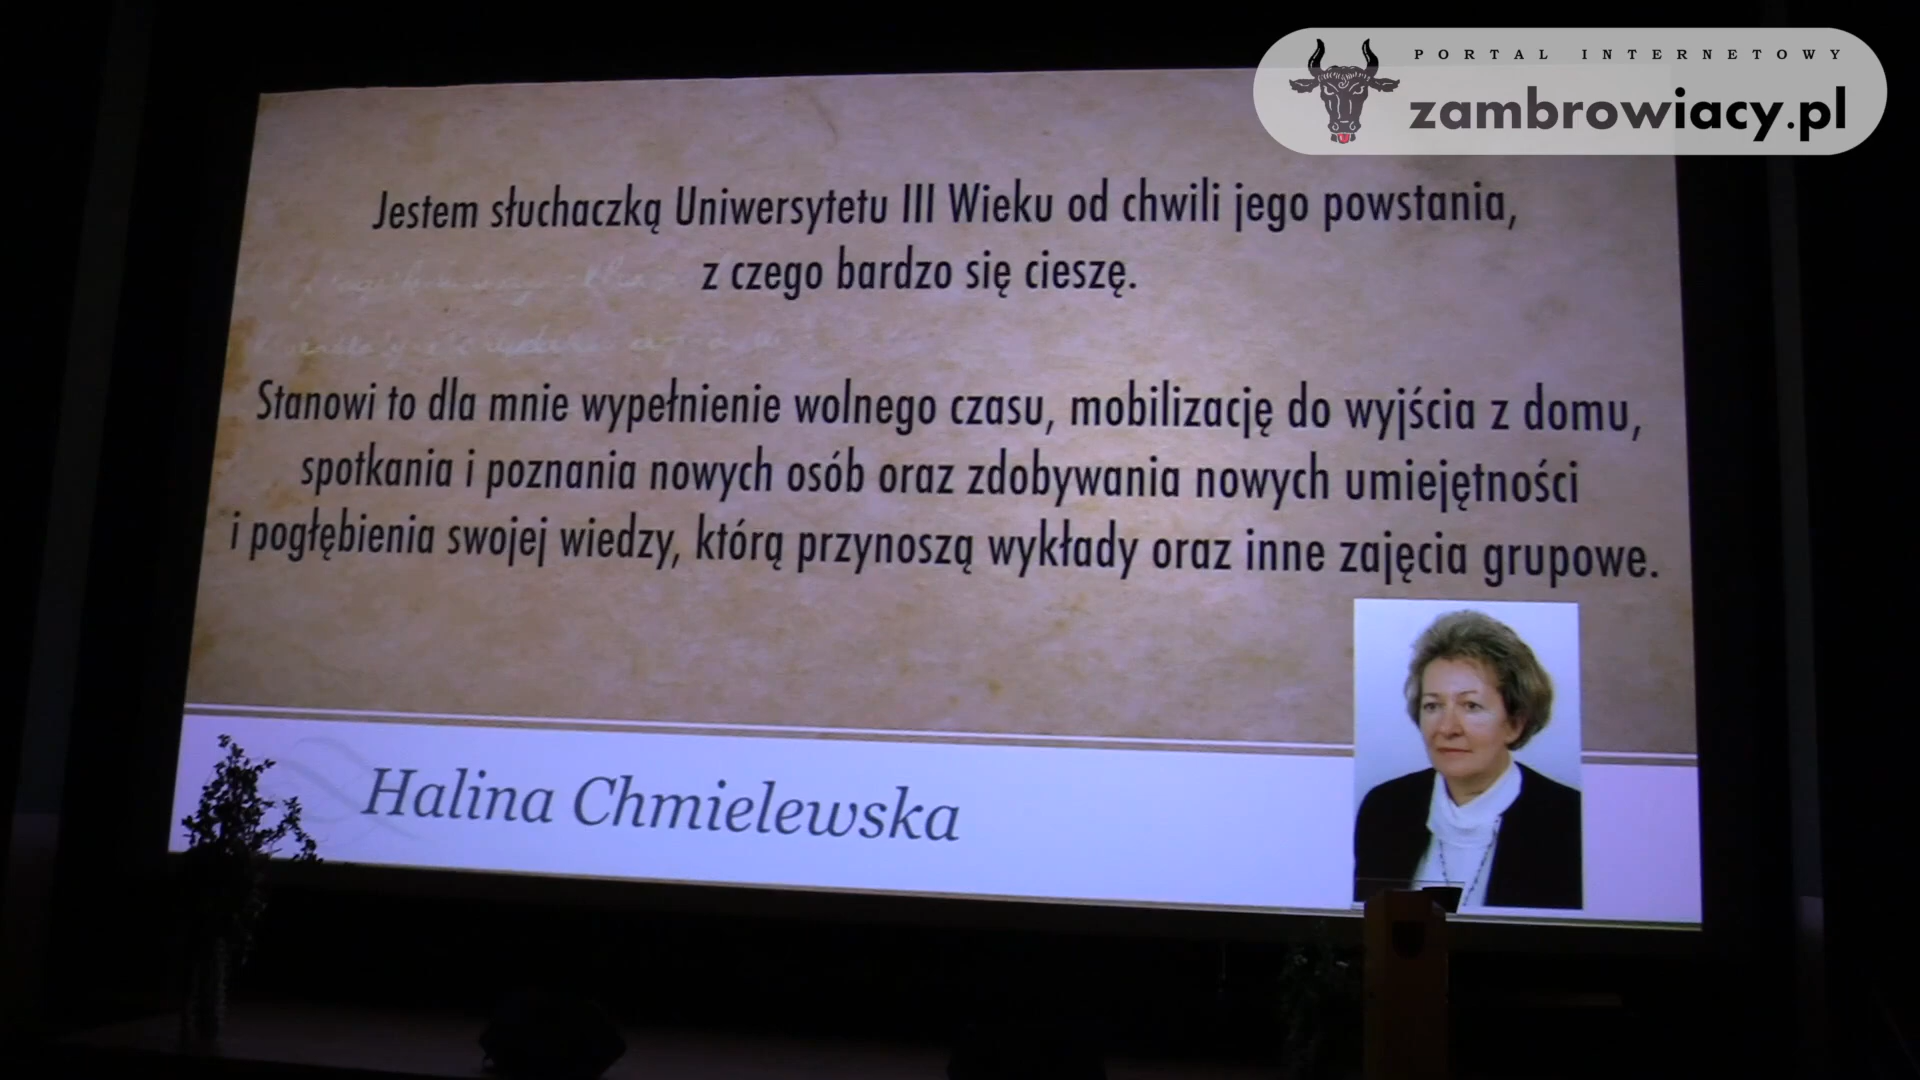 PORTAL INTERNETOWY
zambrowiacy.pl
Jestem słuchaczką Uniwersytetu III Wieku od chwili jego powstania,
z czego bardzo się cieszę.
Stanowi to dla mnie wypełnienie wolnego czasu, mobilizację do wyjścia z domu,
spotkania i poznania nowych osób oraz zdobywania nowych umiejętności
i pogłębienia swojej wiedzy, którą przynoszą wykłady oraz inne zajęcia grupowe.
Halina Chmielewska